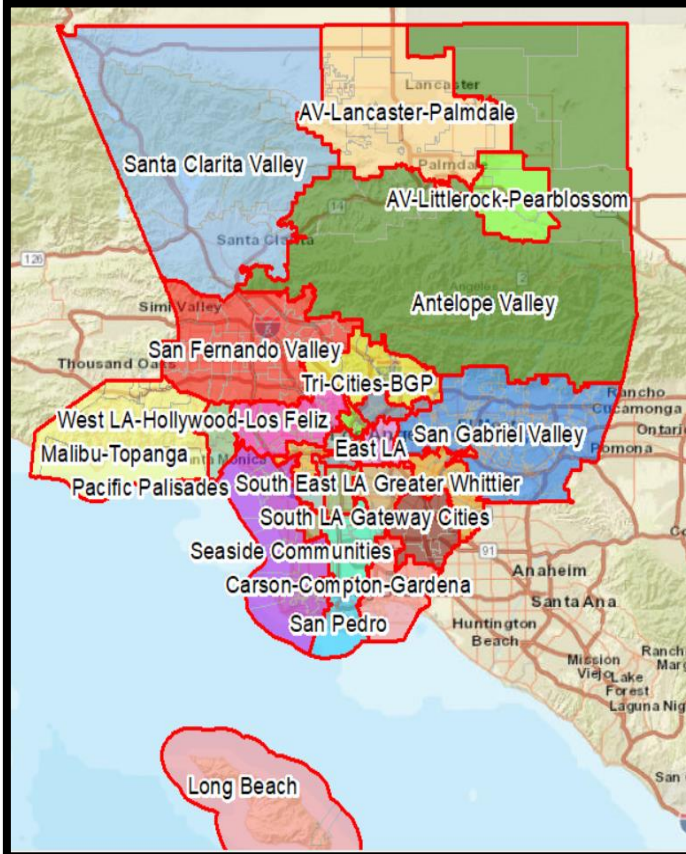 Lancaster
AV-Lancaster-Palmdale
Santa Clarita Valley
Palmdale
AV-Littlerock-Pearblossom
14
Santa Clarita
126
Antelope Valley
Simi Valley
5
San Fernando Valley
Thousand Oa
Tri-Cities-BGP
Rancho
Cucamonga
West LA-Hollywood-Los Feliz
San Gabriel Valley
Ontario
East LA
Pomona
Malibu-Topanga
Monica
Pacific Palisades
South East LA
Greater Whittier
South LA
Gateway Cities
Seaside Communities
91
Anaheim
Carson-Compton-Gardena
Santa Ana
San Pedro
Huntington
Beach
Mission
Viejo
Lake
Forest
Ranch
Mar
Laguna Nig
San
Long Beach